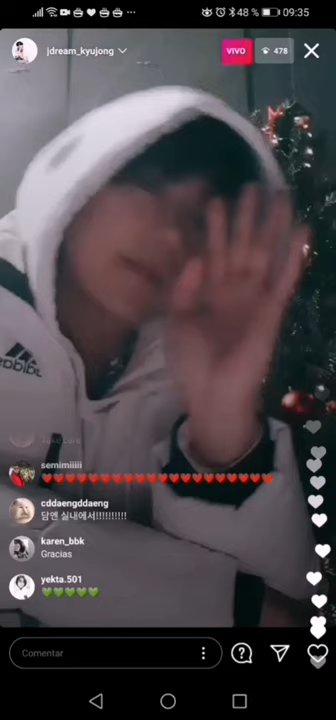 48 % 09:35
jdream_kyujong
VIVO 478
semimiiiii
cddaengddaeng
담엔 실내에서!!!!!!!!!!
karen_bbk
Gracias
yekta.501
Comentar
adidas